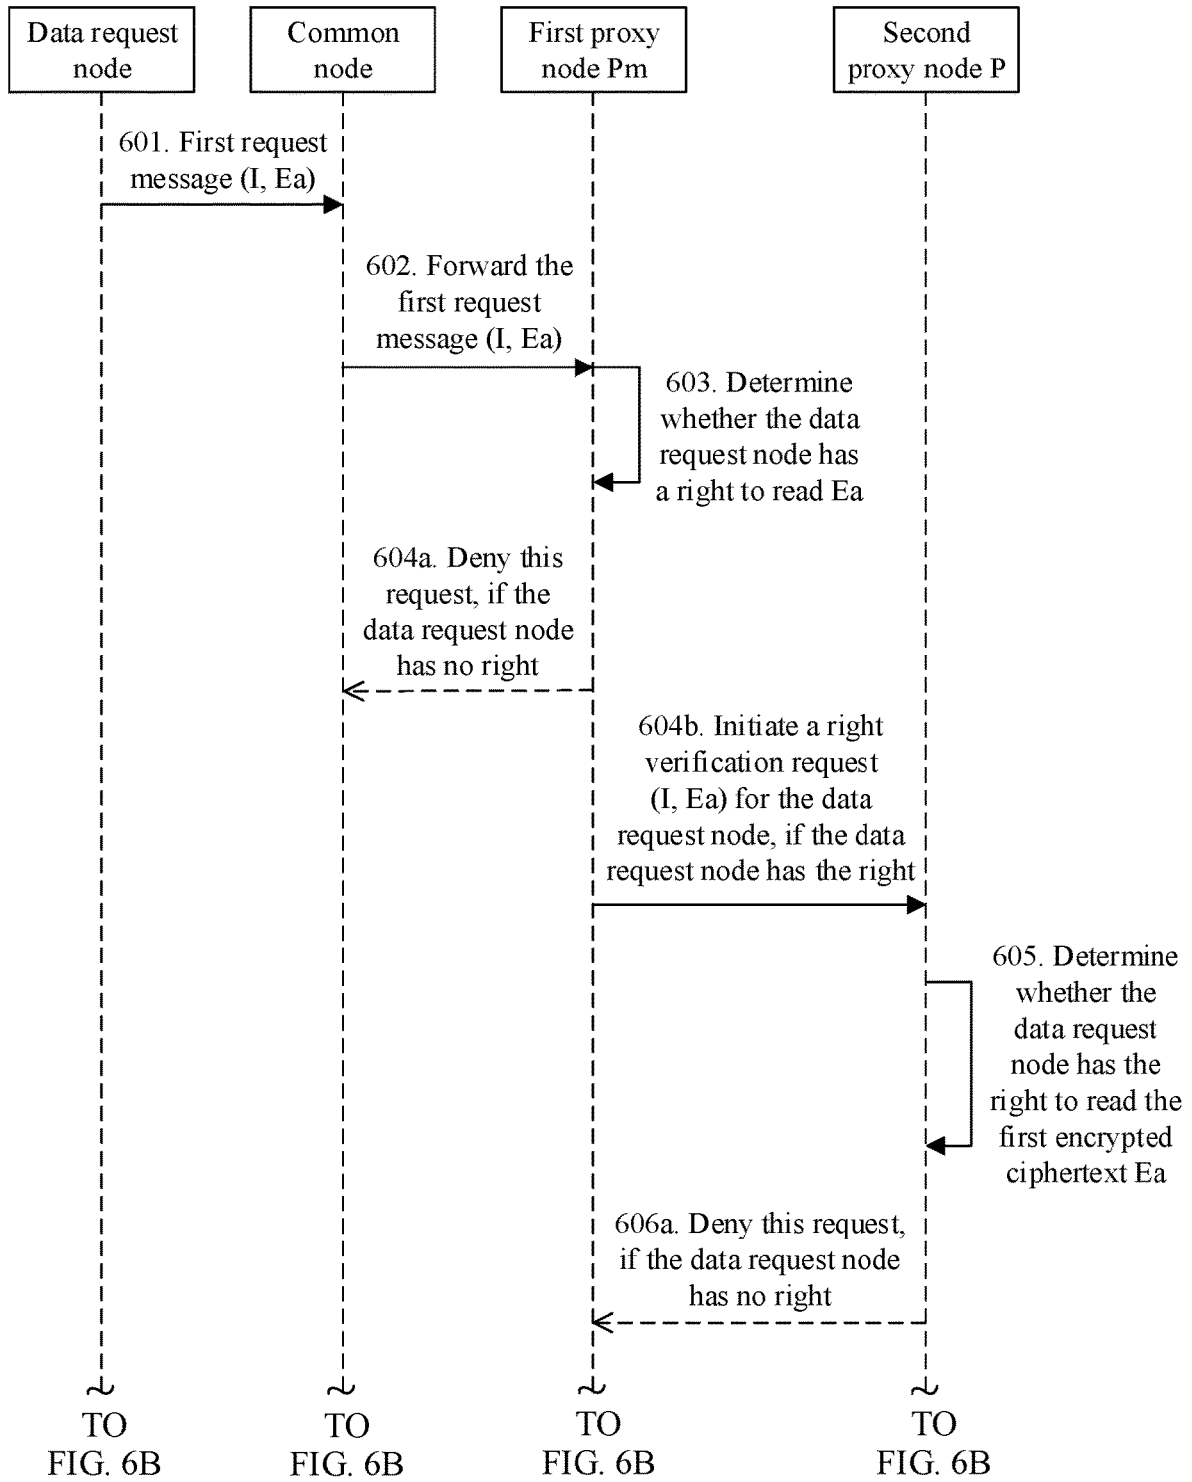 Data request
node
Common
node
First proxy
node Pm
Second
proxy node P
601. First request
message (I, Ea)
602. Forward the
first request
message (I, Ea)
603. Determine
whether the data
request node has
a right to read Ea
604a. Deny this
request, if the
data request node
has no right
604b. Initiate a right
verification request
(I, Ea) for the data
request node, if the data
request node has the right
605. Determine
whether the
data request
node has the
right to read the
first encrypted
ciphertext Ea
606a. Deny this request,
if the data request node
has no right
TO
FIG. 6B
TO
FIG. 6B
TO
FIG. 6B
TO
FIG. 6B